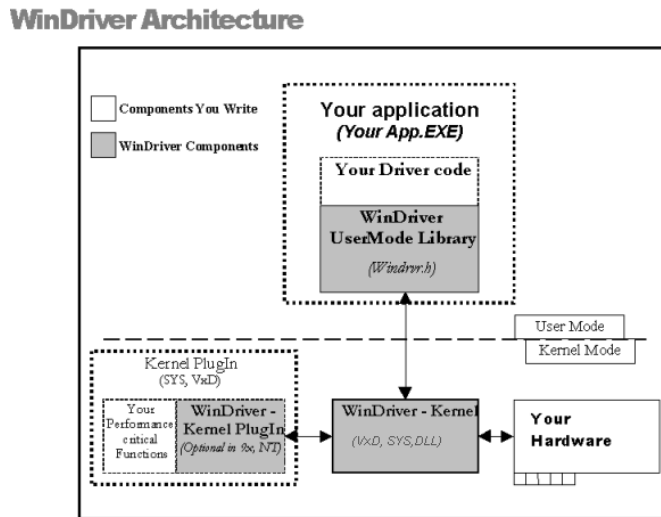 WinDriver Architecture
Components You Write
WinDriver Components
Your application
(Your App.EXE)
Your Driver code
WinDriver
UserMode Library
(Windrvr.h)
User Mode
Kernel Mode
Kernel PlugIn
(SYS, VxD)
Your
Performance
critical
Functions
WinDriver -
Kernel PlugIn
(Optional in 9x, NT)
WinDriver - Kernel
(VxD, SYS,DLL)
Your
Hardware